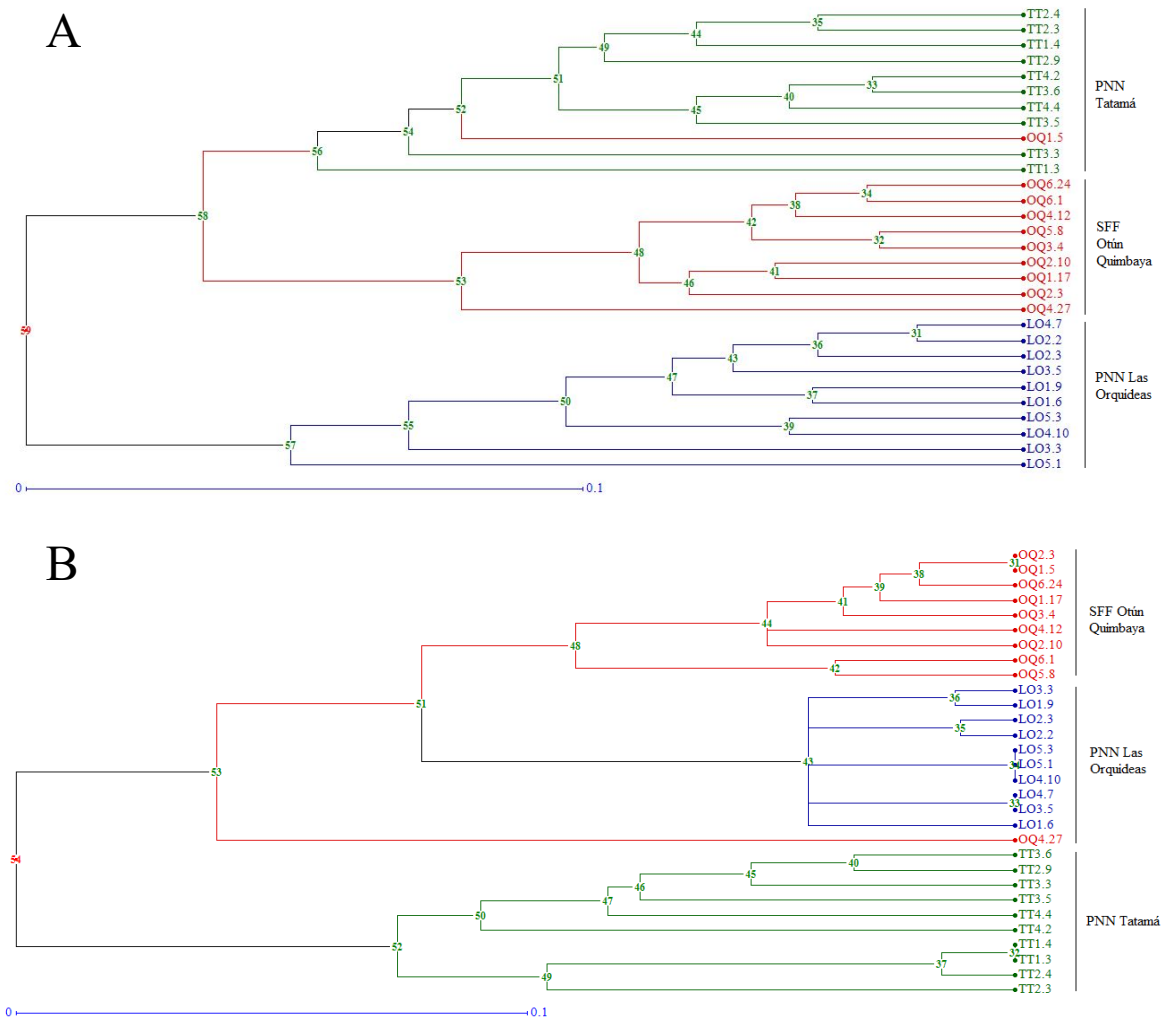 A
TT2.4
35
TT2.3
44
TT1.4
49
TT2.9
51
TT4.2
33
TT3.6
40
TT4.4
45
TT3.5
52
OQ1.5
54
TT3.3
56
TT1.3
PNN
Tatamá
58
OQ6.24
34
OQ6.1
38
OQ4.12
42
OQ5.8
32
OQ3.4
48
OQ2.10
41
OQ1.17
46
OQ2.3
53
OQ4.27
SFF
Otún
Quimbaya
59
LO4.7
31
LO2.2
36
LO2.3
43
LO3.5
47
LO1.9
37
LO1.6
50
LO5.3
39
LO4.10
55
LO3.3
57
LO5.1
PNN Las
Orquideas
0 0.1
B
OQ2.3
31
OQ1.5
38
OQ6.24
39
OQ1.17
41
OQ3.4
44
OQ4.12
OQ2.10
48
OQ6.1
42
OQ5.8
SFF Otún
Quimbaya
51
LO3.3
36
LO1.9
LO2.3
35
LO2.2
43
LO5.3
LO5.1
34
LO4.10
LO4.7
33
LO3.5
LO1.6
PNN Las
Orquideas
53
OQ4.27
54
TT3.6
40
TT2.9
45
TT3.3
46
TT3.5
47
TT4.4
50
TT4.2
52
TT1.4
32
TT1.3
37
TT2.4
49
TT2.3
PNN Tatamá
0 0.1